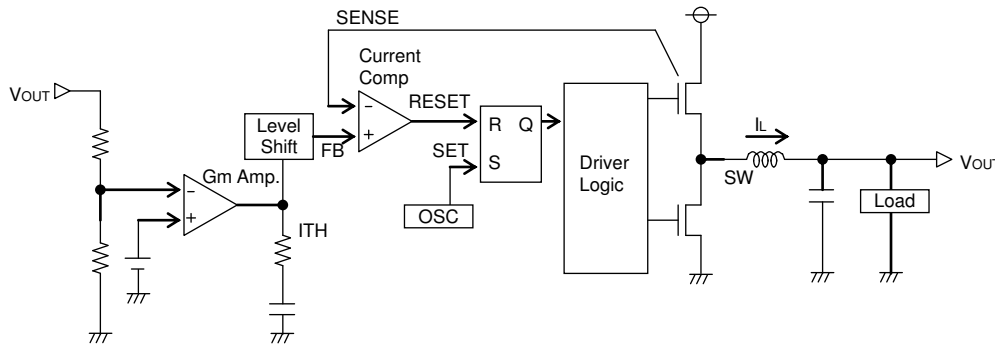 SENSE
Current
Comp
VOUT
RESET
Level
Shift
FB
R Q
S
SET
IL
Driver
Logic
VOUT
SW
Gm Amp.
Load
OSC
ITH
−
+
−
+